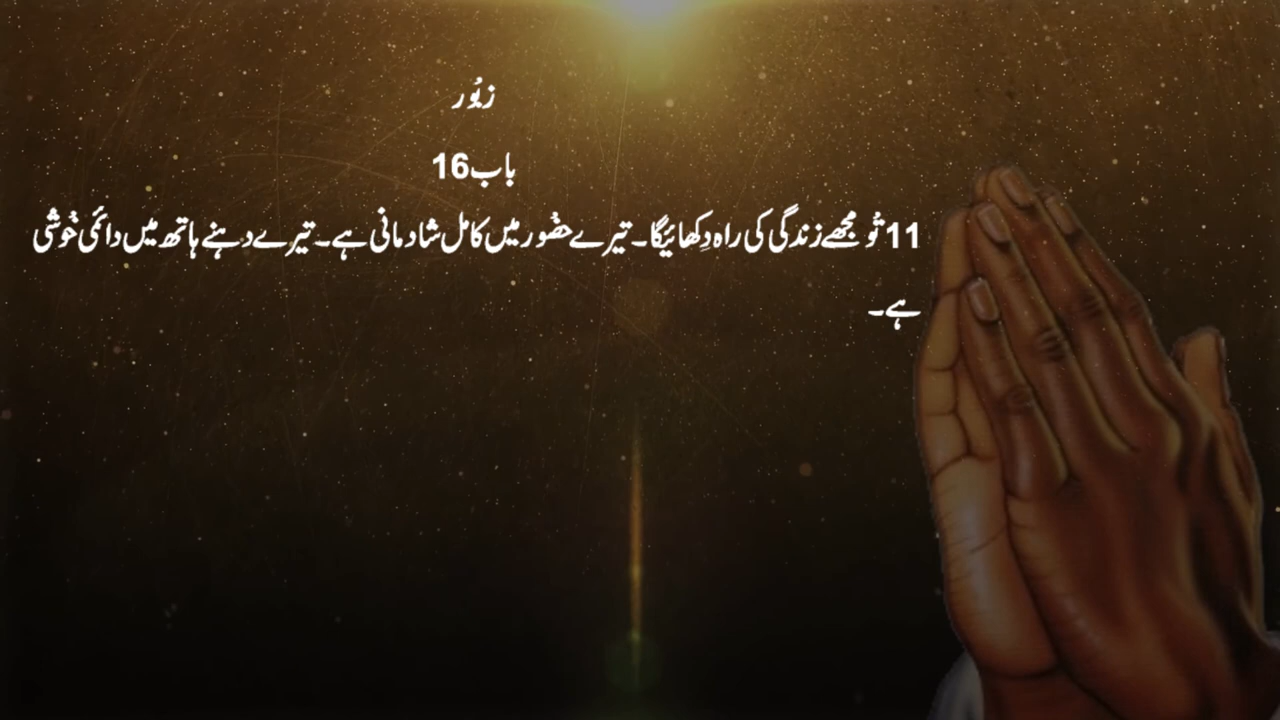 زبُور
باب16
11تُو مجھے زندگی کی راہ دِکھائیگا۔ تیرے حضُور میں کامل شادمانی ہے۔ تیرے دہنے ہاتھ میں دائمی خُوشی
ہے۔